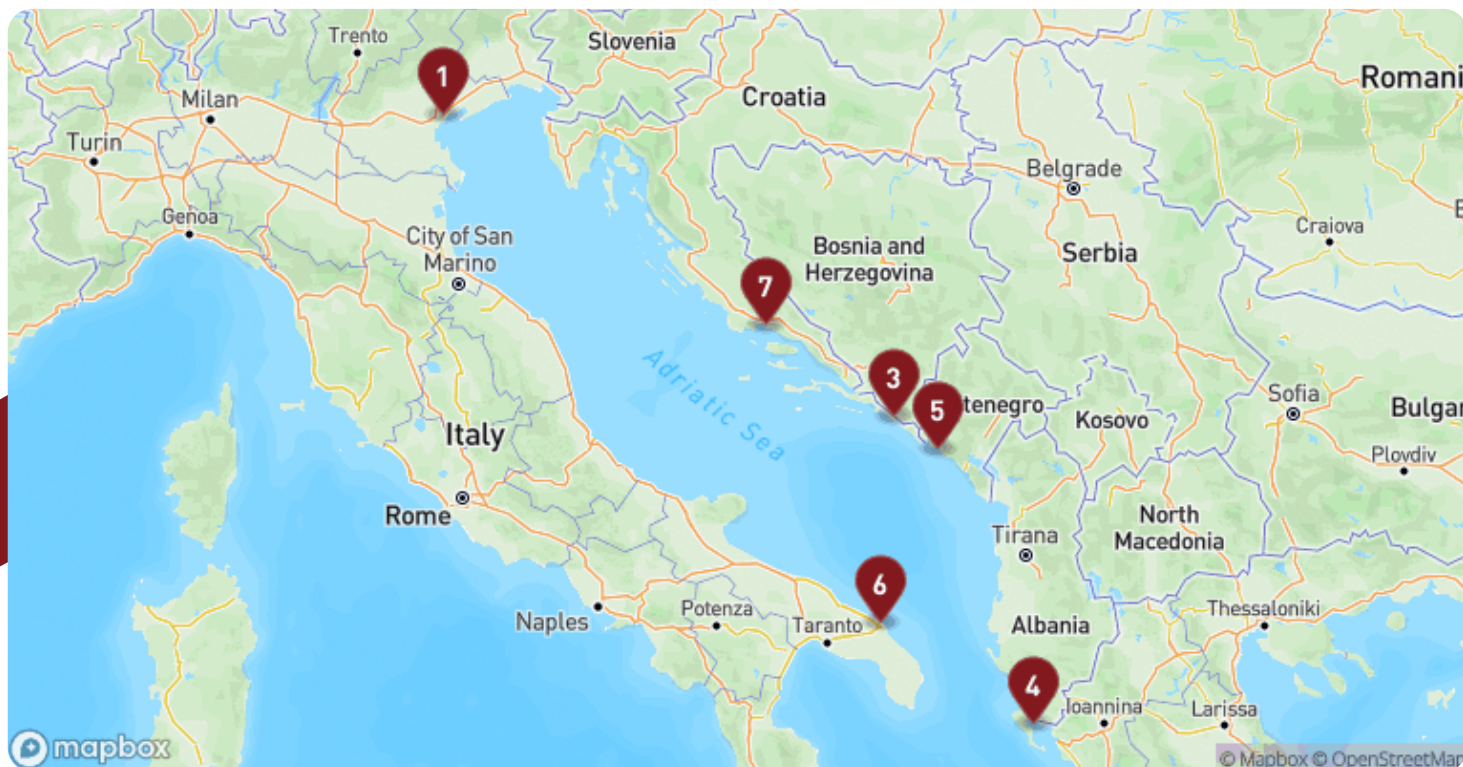 Trento
Slovenia
1
Milan
Croatia
Romani
Turin
Belgrade
Genoa
City of San
Marino
Bosnia and
Herzegovina
Serbia
Craiova
7
Adriatic Sea
3
5
tenegro
Kosovo
Sofia
Bulgar
Plovdiv
Italy
Rome
North
Macedonia
Tirana
6
Naples
Potenza
Taranto
Albania
Thessaloniki
4
Ioannina
Larissa
mapbox
© Mapbox © OpenStreetMap